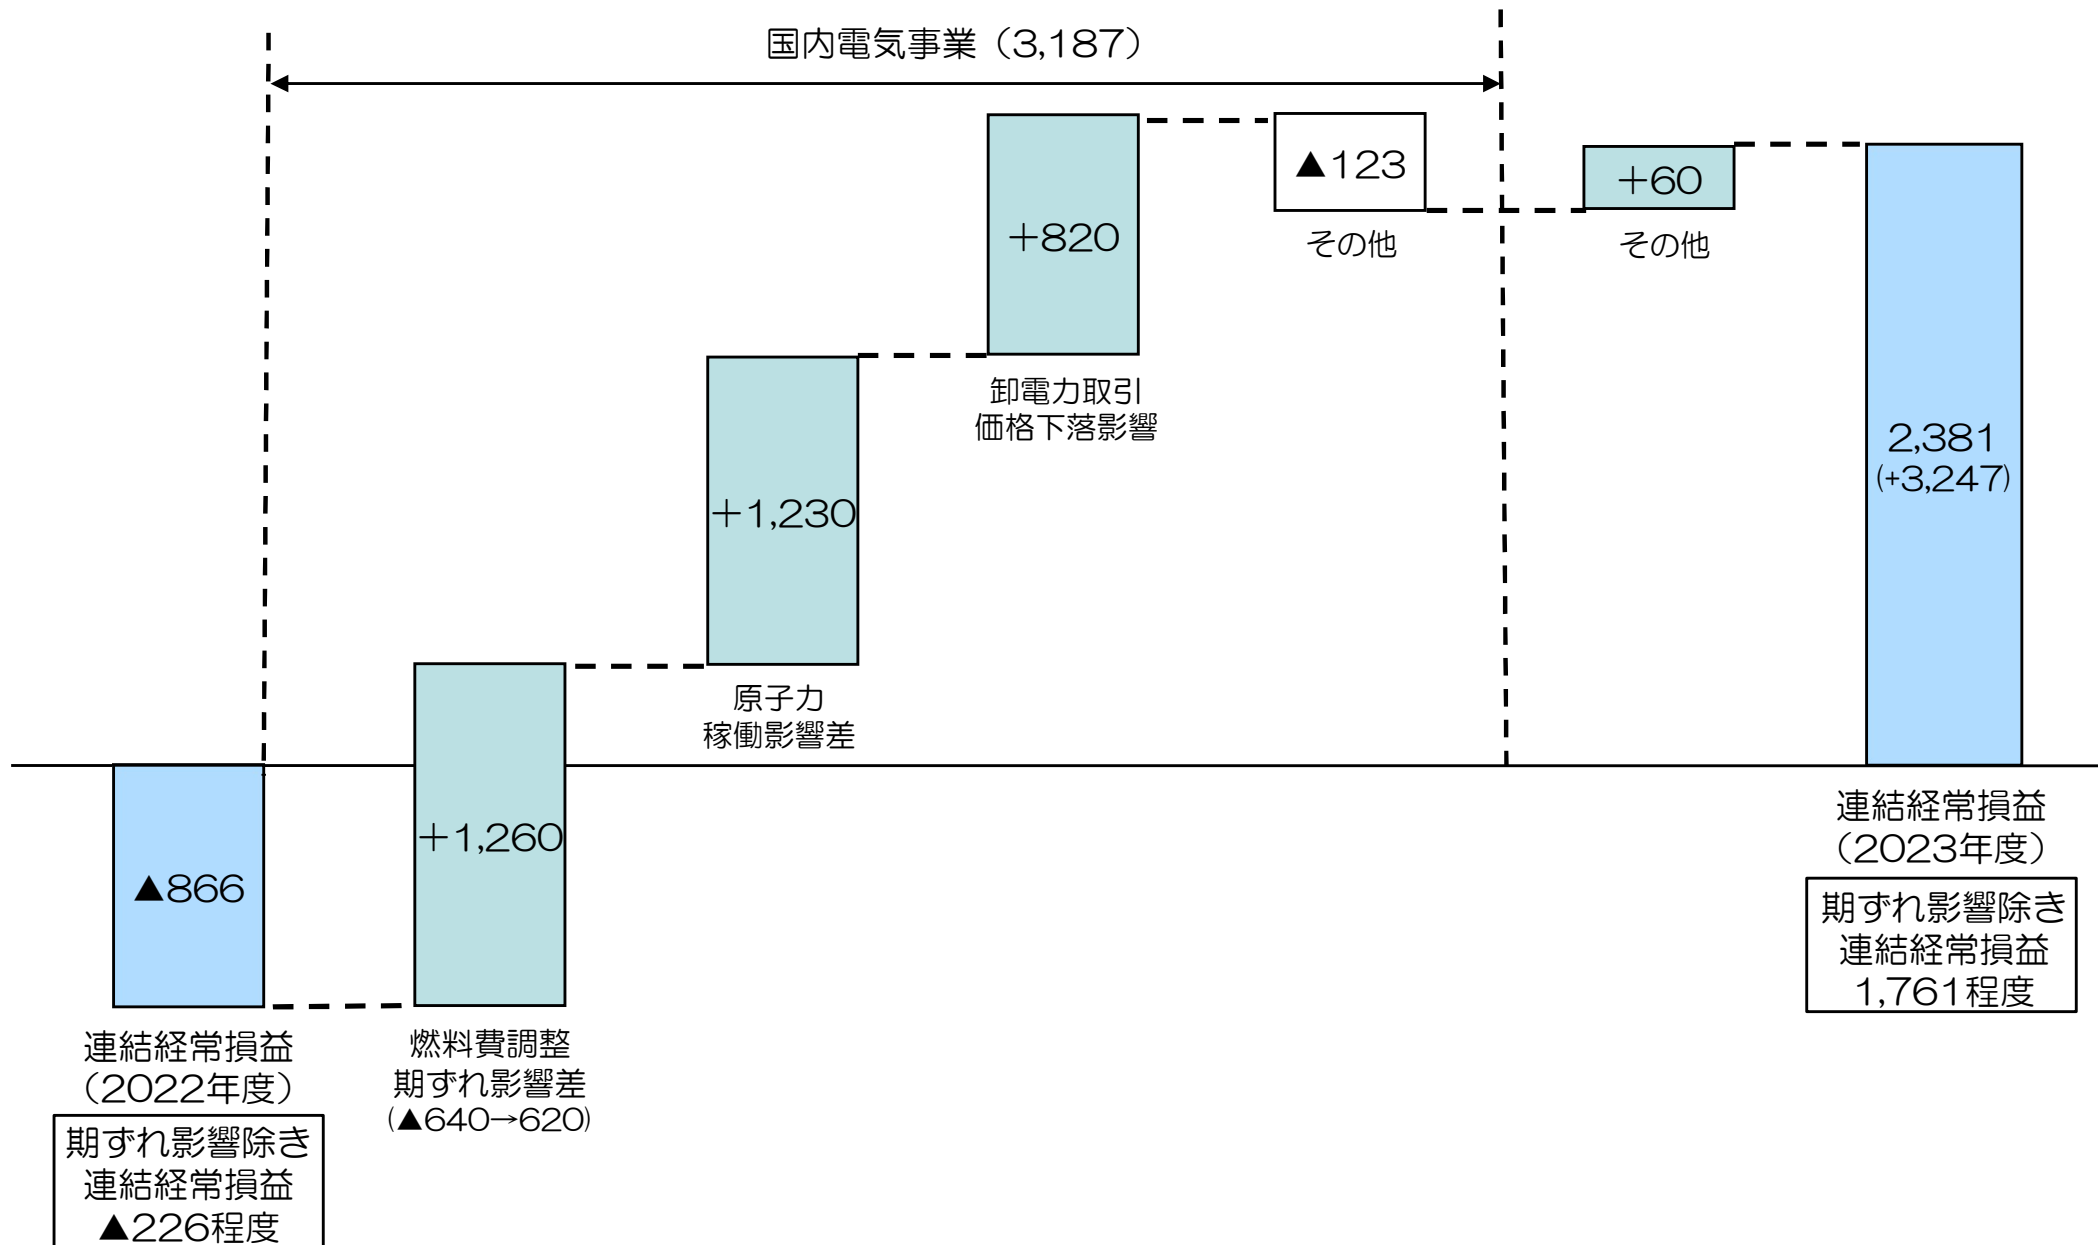 国内電気事業（3,187）
▲123
+60
+820
その他
その他
卸電力取引
価格下落影響
2,381
(+3,247)
+1,230
原子力
稼働影響差
+1,260
▲866
連結経常損益
（2023年度）
期ずれ影響除き
連結経常損益
1,761程度
連結経常損益
（2022年度）
期ずれ影響除き
連結経常損益
▲226程度
燃料費調整
期ずれ影響差
(▲640→620)